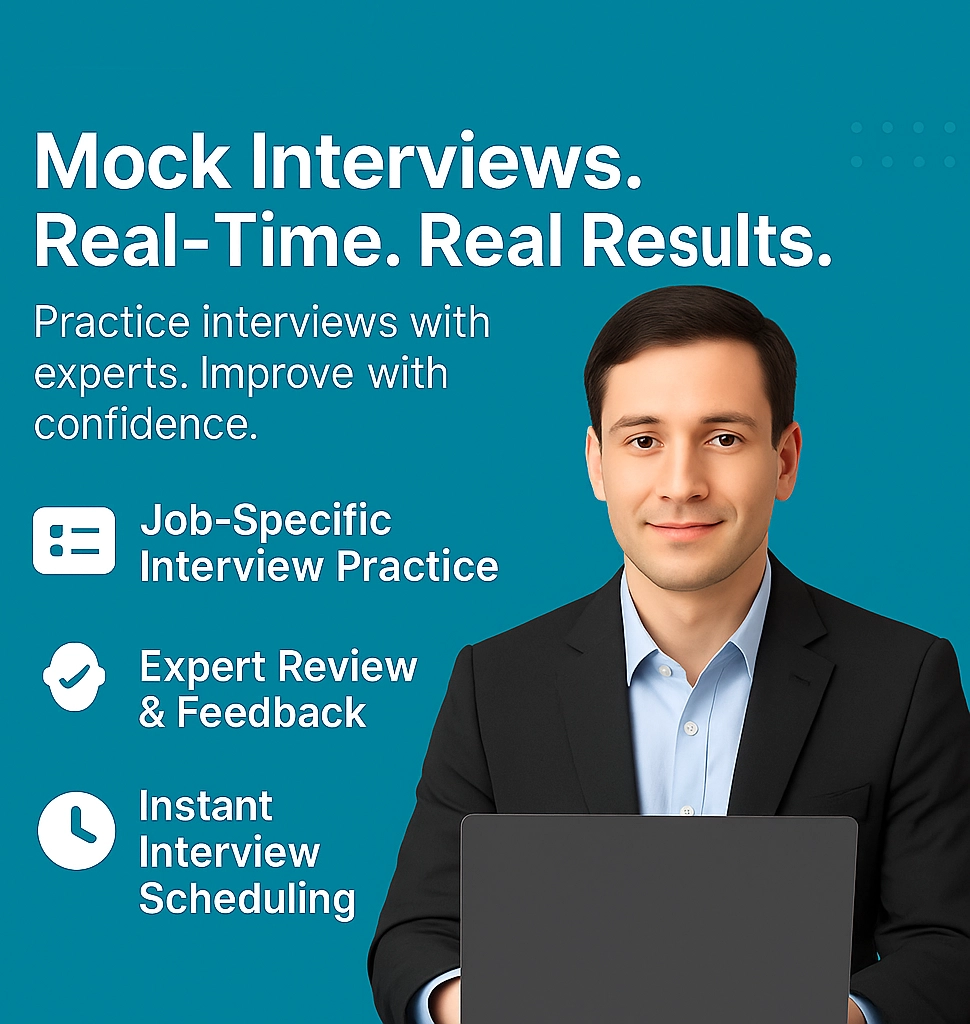 Mock Interviews.
Real-Time. Real Results.
Practice interviews with
experts. Improve with
confidence.
Job-Specific
Interview Practice
Expert Review
& Feedback
Instant
Interview
Scheduling